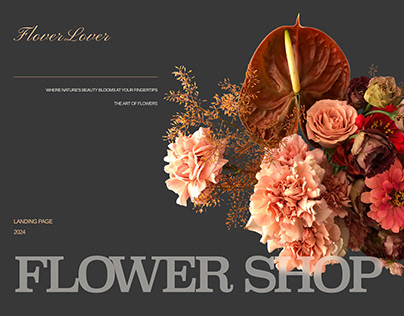 FloverLover
WHERE NATURE'S BEAUTY BLOOMS AT YOUR FINGERTIPS
THE ART OF FLOWERS
LANDING PAGE
2024
FLOWER SHOP